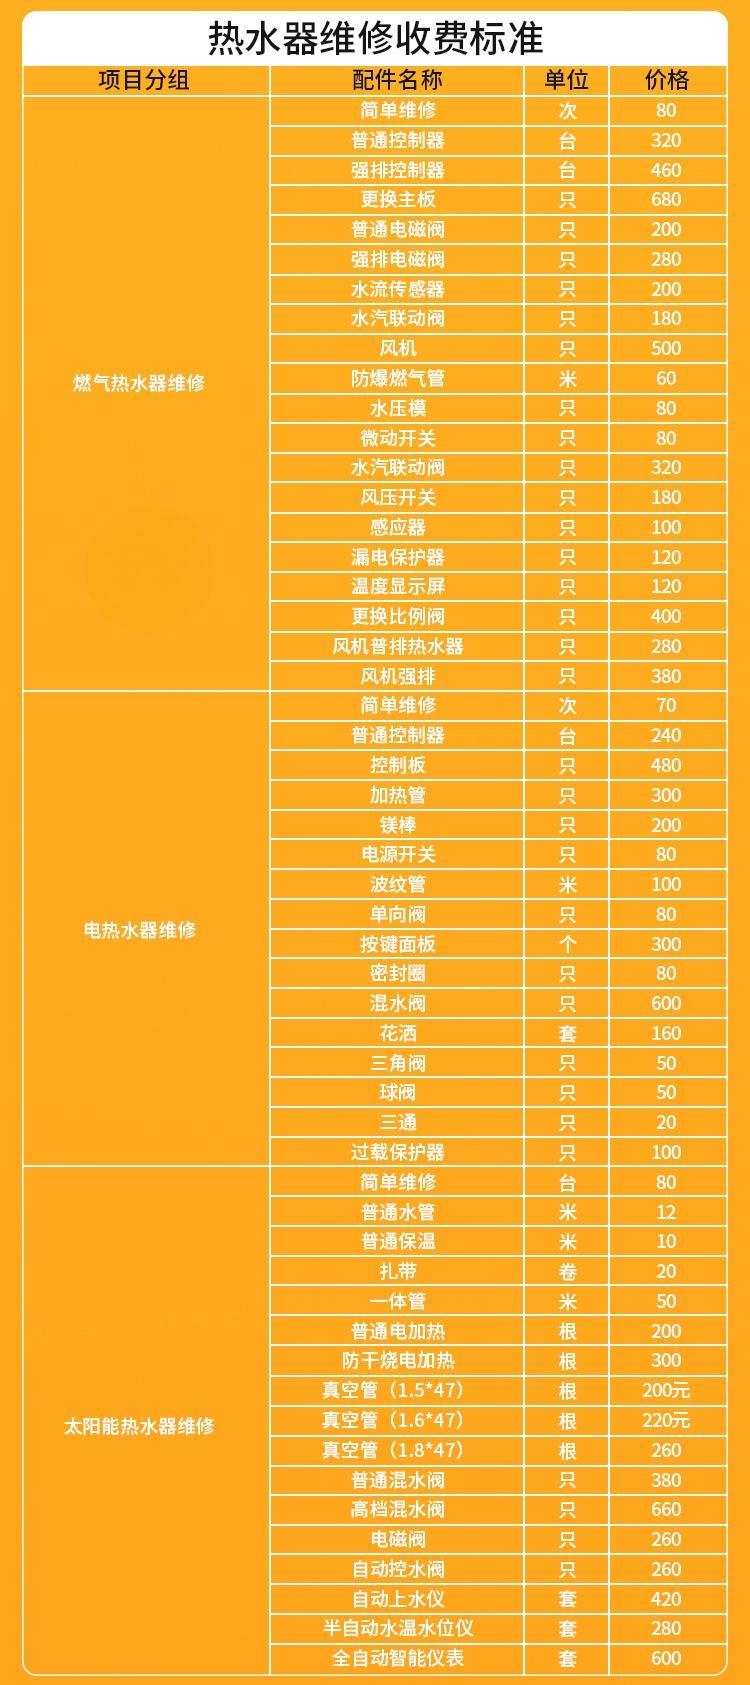 热水器维修收费标准
项目分组 配件名称 单位 价格
燃气热水器维修
简单维修 次 80
普通控制器 台 320
强排控制器 台 460
更换主板 只 680
普通电磁阀 只 200
强排电磁阀 只 280
水流传感器 只 200
水汽联动阀 只 180
风机 只 500
防爆燃气管 米 60
水压模 只 80
微动开关 只 80
水汽联动阀 只 320
风压开关 只 180
感应器 只 100
漏电保护器 只 120
温度显示屏 只 120
更换比例阀 只 400
风机普排热水器 只 280
风机强排 只 380
电热水器维修
简单维修 次 70
普通控制器 台 240
控制板 只 480
加热管 只 300
镁棒 只 200
电源开关 只 80
波纹管 米 100
单向阀 只 80
按键面板 个 300
密封圈 只 80
混水阀 只 600
花洒 套 160
三角阀 只 50
球阀 只 50
三通 只 20
过载保护器 只 100
太阳能热水器维修
简单维修 台 80
普通水管 米 12
普通保温 米 10
扎带 卷 20
一体管 米 50
普通电加热 根 200
防干烧电加热 根 300
真空管（1.5*47） 根 200元
真空管（1.6*47） 根 220元
真空管（1.8*47） 根 260
普通混水阀 只 380
高档混水阀 只 660
电磁阀 只 260
自动控水阀 只 260
自动上水仪 套 420
半自动水温水位仪 套 280
全自动智能仪表 套 600